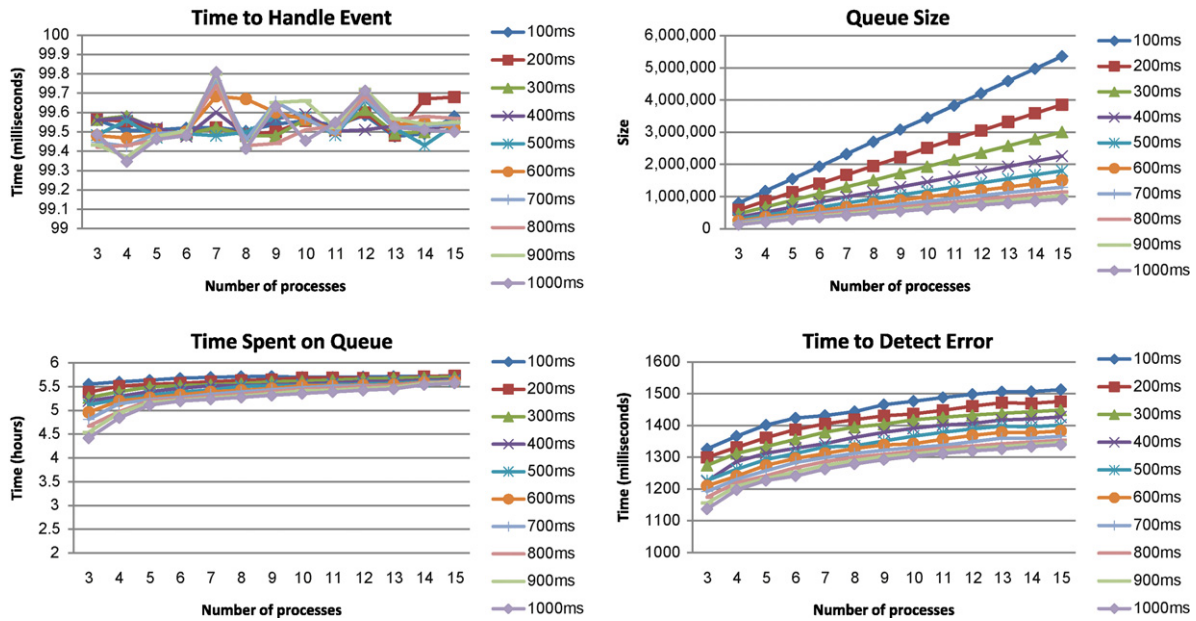 Time to Handle Event
100
99.9
99.8
99.7
99.6
99.5
99.4
99.3
99.2
99.1
99
Time (milliseconds)
3 4 5 6 7 8 9 10 11 12 13 14 15
Number of processes
100ms
200ms
300ms
400ms
500ms
600ms
700ms
800ms
900ms
1000ms
Queue Size
6,000,000
5,000,000
4,000,000
3,000,000
2,000,000
1,000,000
0
Size
3 4 5 6 7 8 9 10 11 12 13 14 15
Number of processes
100ms
200ms
300ms
400ms
500ms
600ms
700ms
800ms
900ms
1000ms
Time Spent on Queue
6
5.5
5
4.5
4
3.5
3
2.5
2
Time (hours)
3 4 5 6 7 8 9 10 11 12 13 14 15
Number of processes
100ms
200ms
300ms
400ms
500ms
600ms
700ms
800ms
900ms
1000ms
Time to Detect Error
1600
1500
1400
1300
1200
1100
1000
Time (milliseconds)
3 4 5 6 7 8 9 10 11 12 13 14 15
Number of processes
100ms
200ms
300ms
400ms
500ms
600ms
700ms
800ms
900ms
1000ms